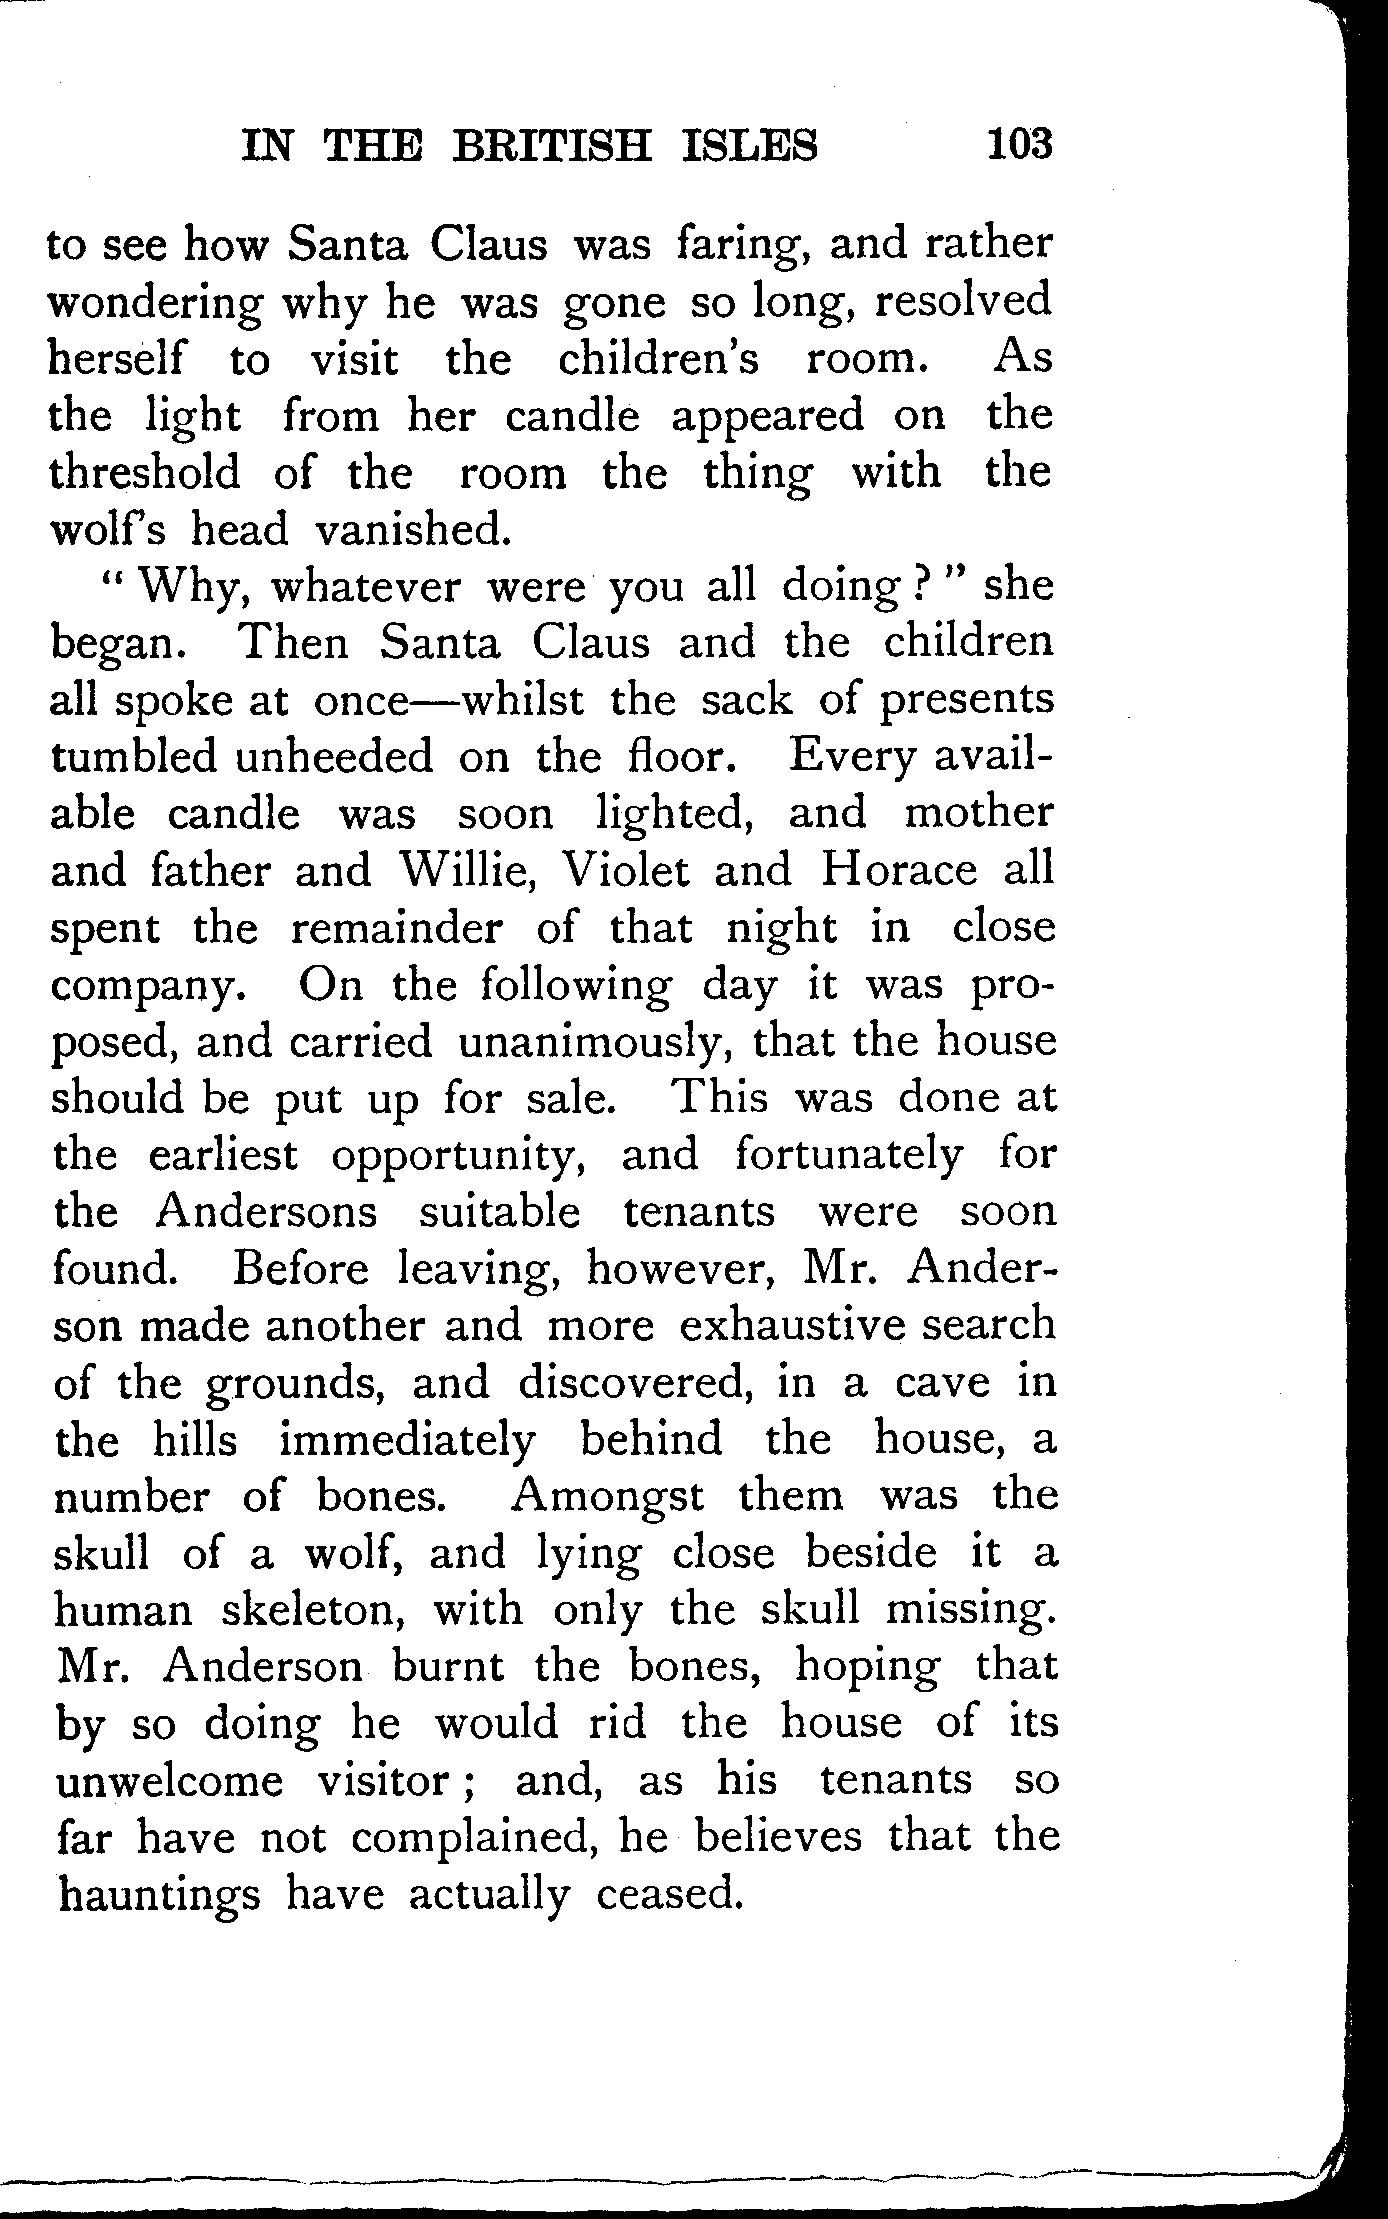 IN THE BRITISH ISLES 103
to see how Santa Claus was faring, and rather
wondering why he was gone so long, resolved
herself to visit the children's room. As
the light from her candle appeared on the
threshold of the room the thing with the
wolf's head vanished.
“ Why, whatever were you all doing ? ” she
began. Then Santa Claus and the children
all spoke at once—whilst the sack of presents
tumbled unheeded on the floor. Every avail-
able candle was soon lighted, and mother
and father and Willie, Violet and Horace all
spent the remainder of that night in close
company. On the following day it was pro-
posed, and carried unanimously, that the house
should be put up for sale. This was done at
the earliest opportunity, and fortunately for
the Andersons suitable tenants were soon
found. Before leaving, however, Mr. Ander-
son made another and more exhaustive search
of the grounds, and discovered, in a cave in
the hills immediately behind the house, a
number of bones. Amongst them was the
skull of a wolf, and lying close beside it a
human skeleton, with only the skull missing.
Mr. Anderson burnt the bones, hoping that
by so doing he would rid the house of its
unwelcome visitor ; and, as his tenants so
far have not complained, he believes that the
hauntings have actually ceased.